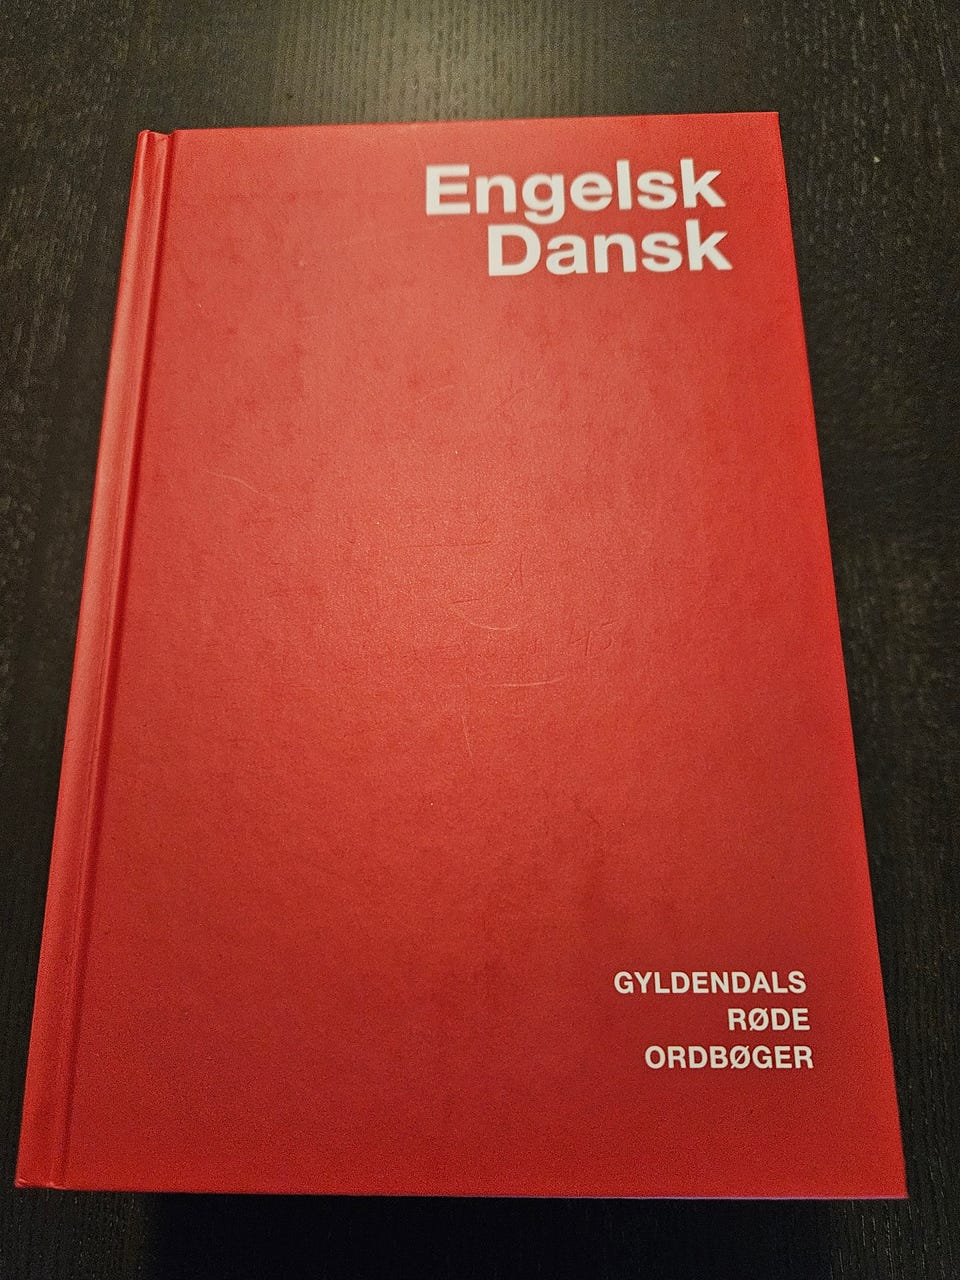 Engelsk
Dansk
GYLDENDALS
RØDE
ORDBØGER